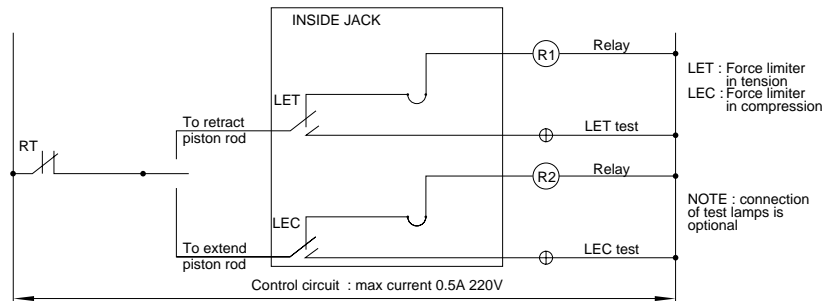 INSIDE JACK
R1
Relay
LET : Force limiter
in tension
LEC : Force limiter
in compression
LET
To retract
piston rod
LET test
RT
R2
Relay
NOTE : connection
of test lamps is
optional
LEC
To extend
piston rod
LEC test
Control circuit : max current 0.5A 220V